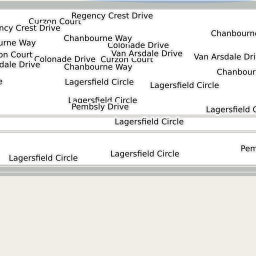 Regency Crest Drive
Curzon Court
ncy Crest Drive
Chanbourne
Chanbourne Way
urne Way
Colonade Drive
Van Arsdale Drive
on Court
Van Arsdale Dri
Colonade Drive
Curzon Court
dale Drive
Chanbourne Way
Chanbour
Lagersfield Circle
e
Lagersfield Circle
Lagersfield Circle
Pembsly Drive
Lagersfield C
Lagersfield Circle
Pem
Lagersfield Circle
Lagersfield Circle